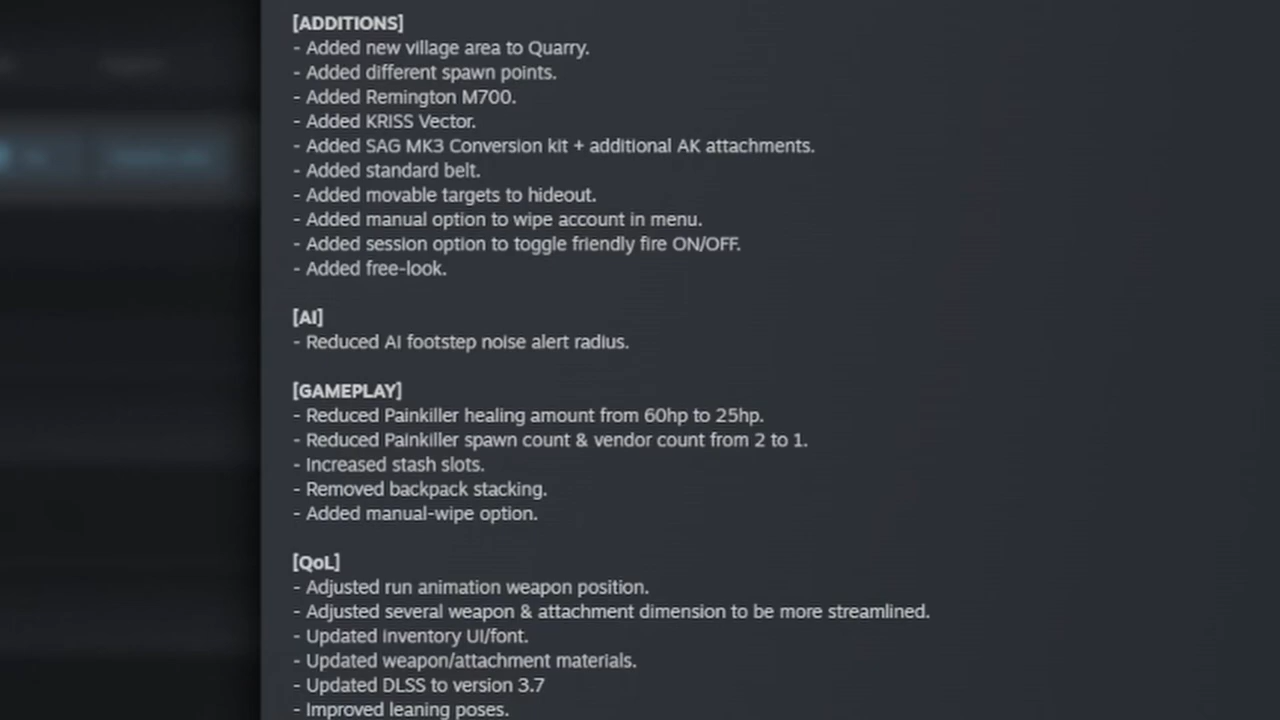 [ADDITIONS]
- Added new village area to Quarry.
- Added different spawn points.
- Added Remington M700.
- Added KRISS Vector.
- Added SAG MK3 Conversion kit + additional AK attachments.
- Added standard belt.
- Added movable targets to hideout.
- Added manual option to wipe account in menu.
- Added session option to toggle friendly fire ON/OFF.
- Added free-look.
[AI]
- Reduced AI footstep noise alert radius.
[GAMEPLAY]
- Reduced Painkiller healing amount from 60hp to 25hp.
- Reduced Painkiller spawn count & vendor count from 2 to 1.
- Increased stash slots.
- Removed backpack stacking.
- Added manual-wipe option.
[QoL]
- Adjusted run animation weapon position.
- Adjusted several weapon & attachment dimension to be more streamlined.
- Updated inventory UI/font.
- Updated weapon/attachment materials.
- Updated DLSS to version 3.7
- Improved leaning poses.